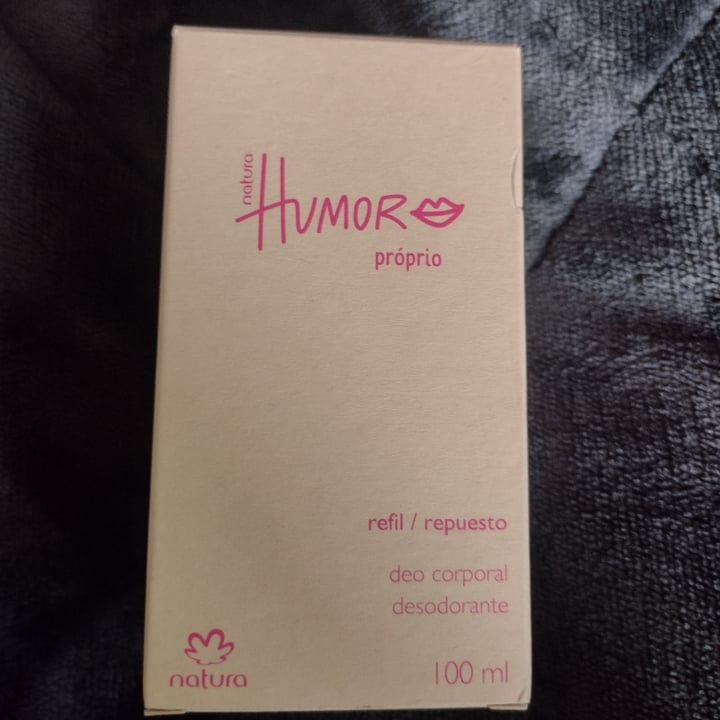 natura
HUMOR
próprio
refil / repuesto
deo corporal
desodorante
natura
100 ml